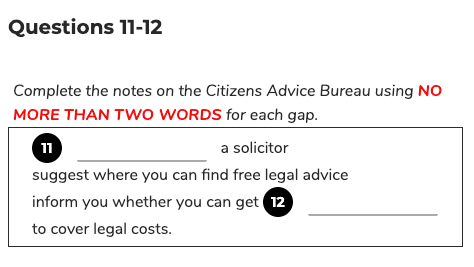 Questions 11-12
Complete the notes on the Citizens Advice Bureau using NO
MORE THAN TWO WORDS for each gap.
11 ____________ a solicitor
suggest where you can find free legal advice
inform you whether you can get 12 ____________
to cover legal costs.